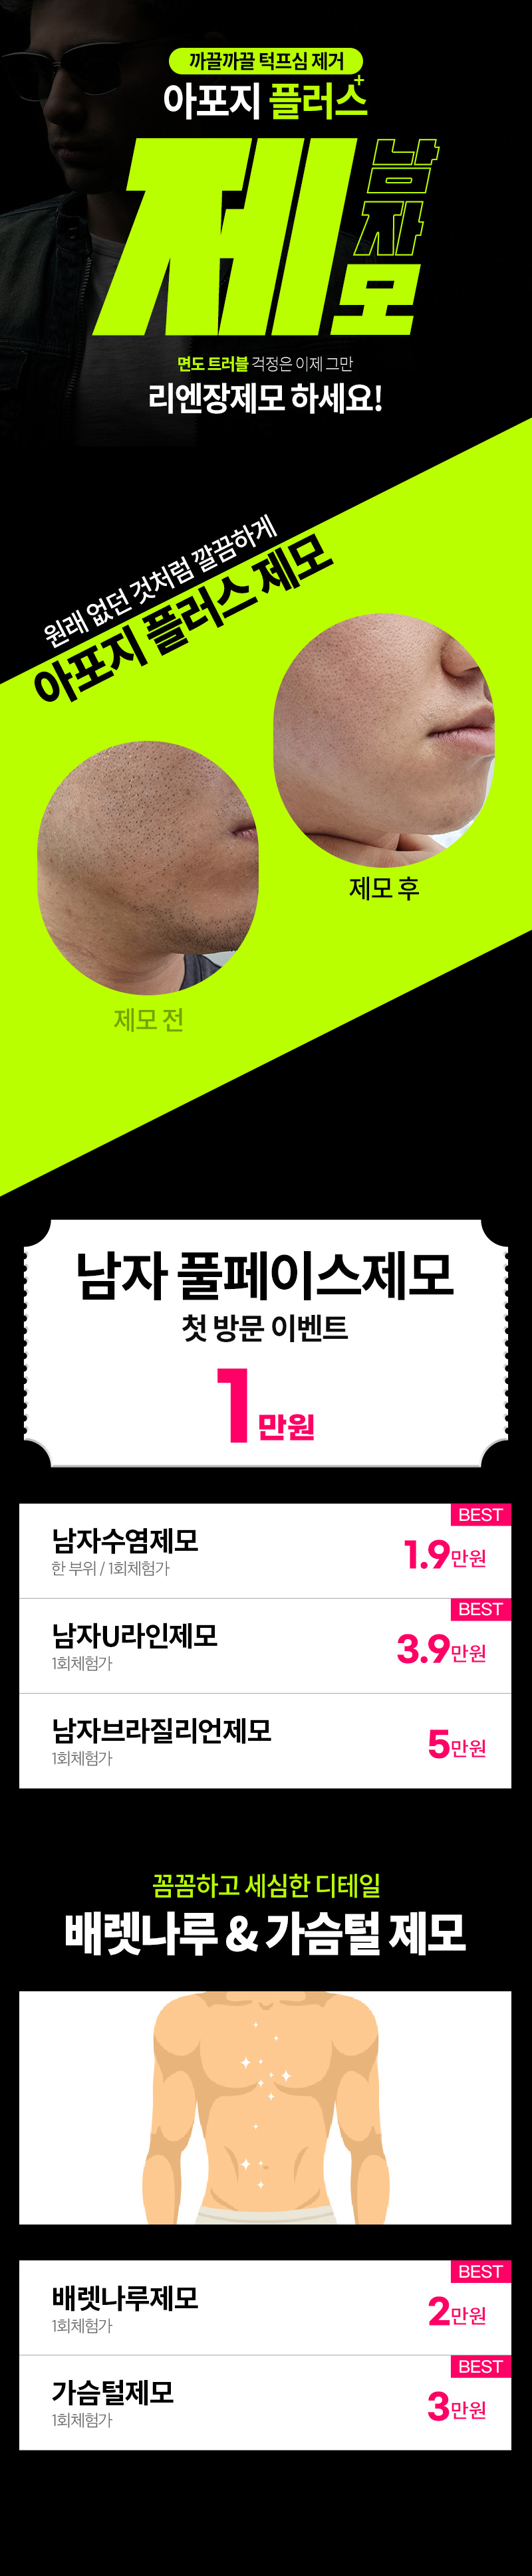 까끌까끌 턱프심 제거
아포지 플러스+
남자
제모
면도 트러블 걱정은 이제 그만
리엔장제모 하세요!
원래 없던 것처럼 깔끔하게
아포지 플러스 제모
제모 후
제모 전
남자 풀페이스제모
첫 방문 이벤트
1만원
BEST
남자수염제모
한 부위 / 1회체험가
1.9만원
BEST
남자U라인제모
1회체험가
3.9만원
남자브라질리언제모
1회체험가
5만원
꼼꼼하고 세심한 디테일
배렛나루 & 가슴털 제모
BEST
배렛나루제모
1회체험가
2만원
BEST
가슴털제모
1회체험가
3만원